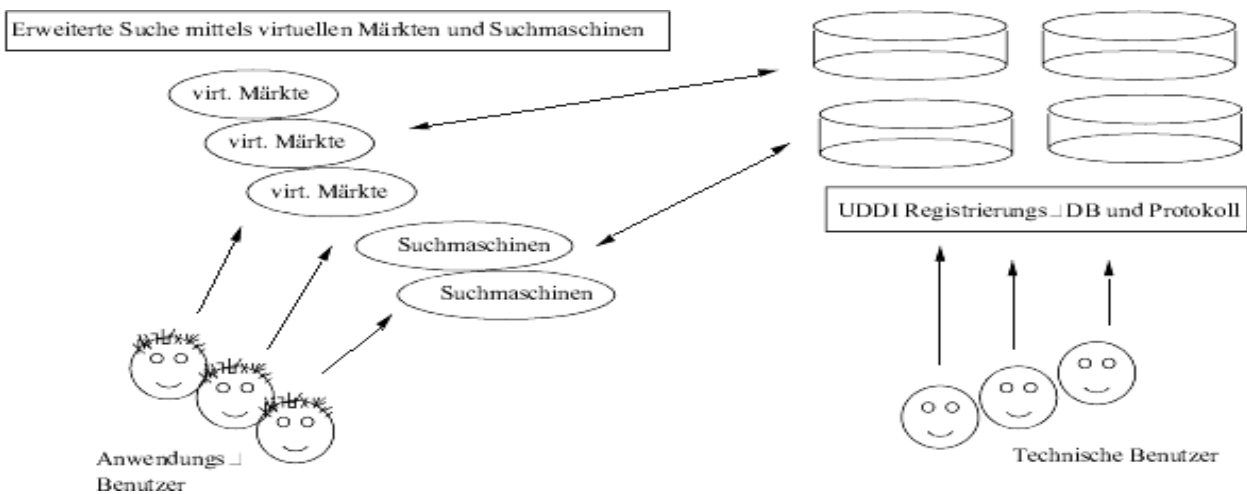 Erweiterte Suche mittels virtuellen Märkten und Suchmaschinen
virt. Märkte
virt. Märkte
virt. Märkte
Suchmaschinen
Suchmaschinen
Anwendungs┘
Benutzer
UDDI Registrierungs┘DB und Protokoll
Technische Benutzer